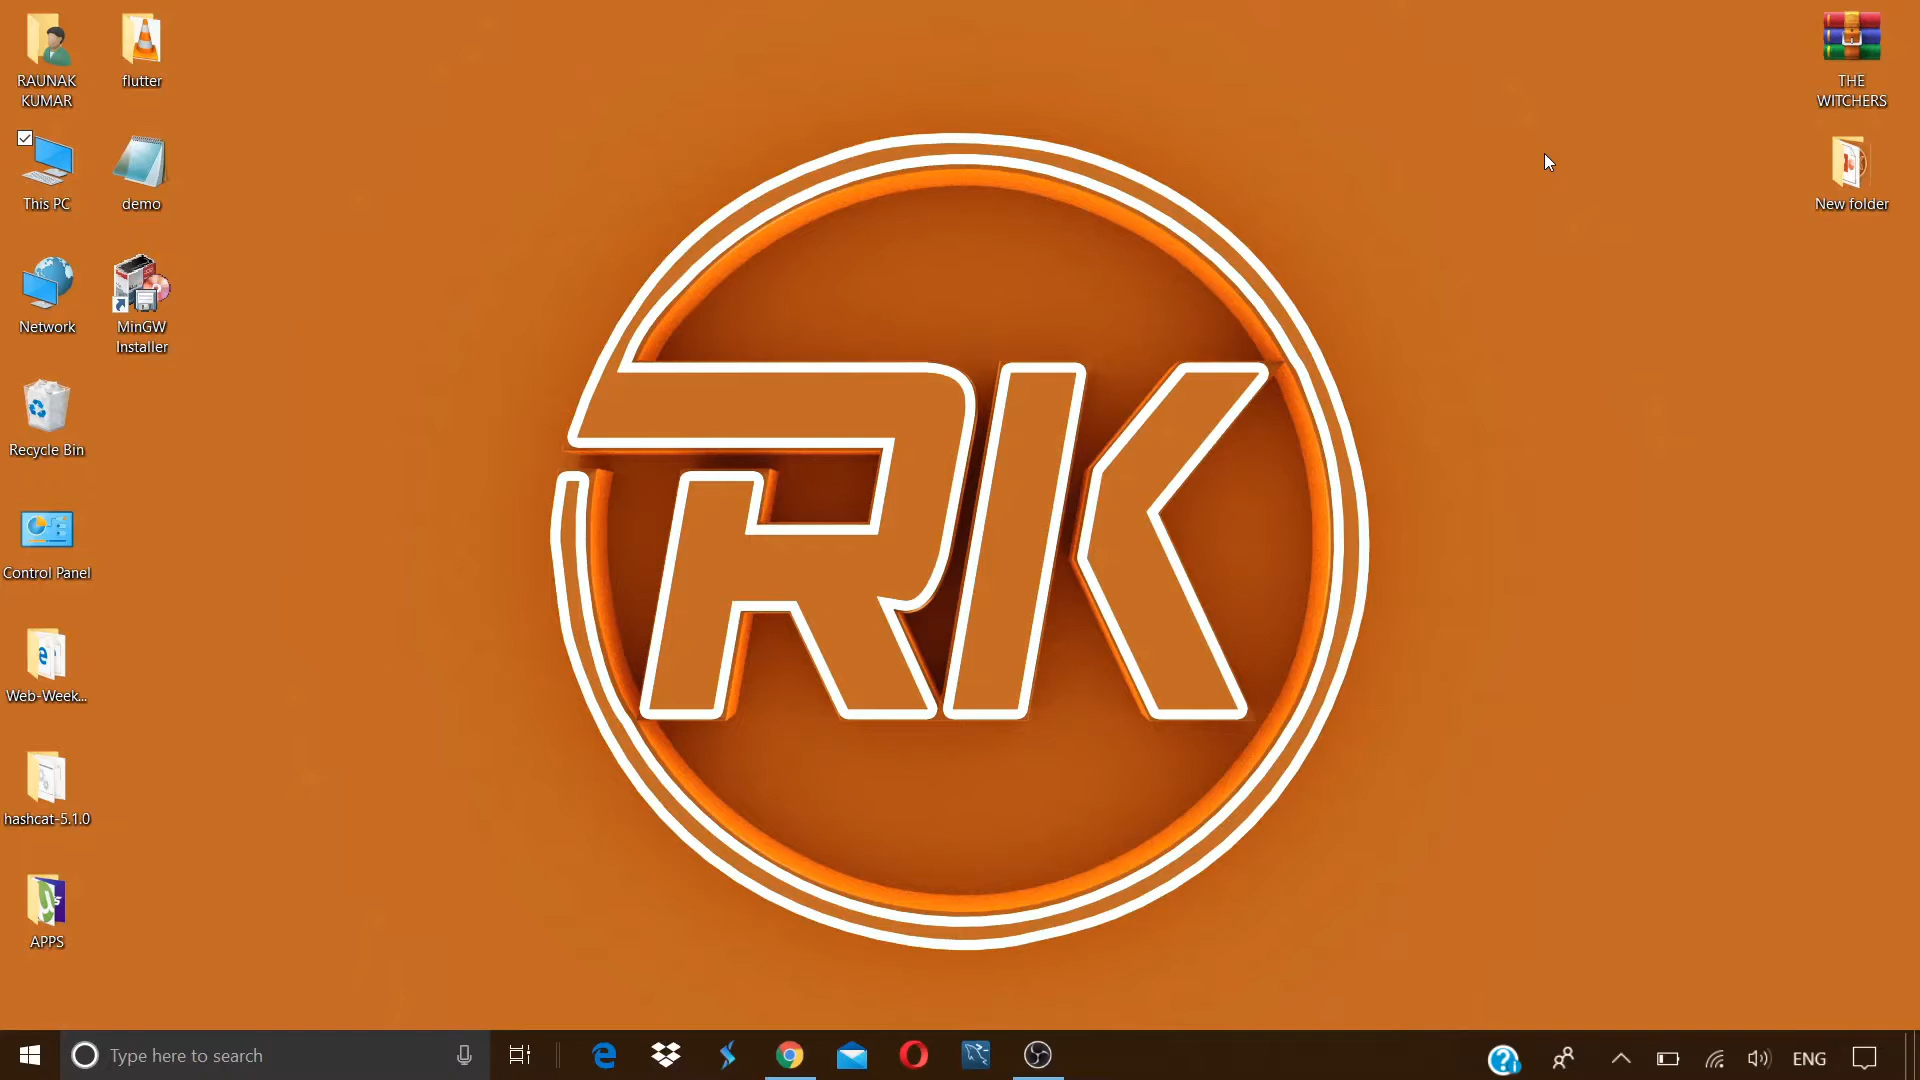 RAUNAK
KUMAR
flutter
This PC
demo
Network
MinGW
Installer
Recycle Bin
Control Panel
Web-Week...
hashcat-5.1.0
APPS
THE
WITCHERS
New folder
RK
Type here to search
ENG